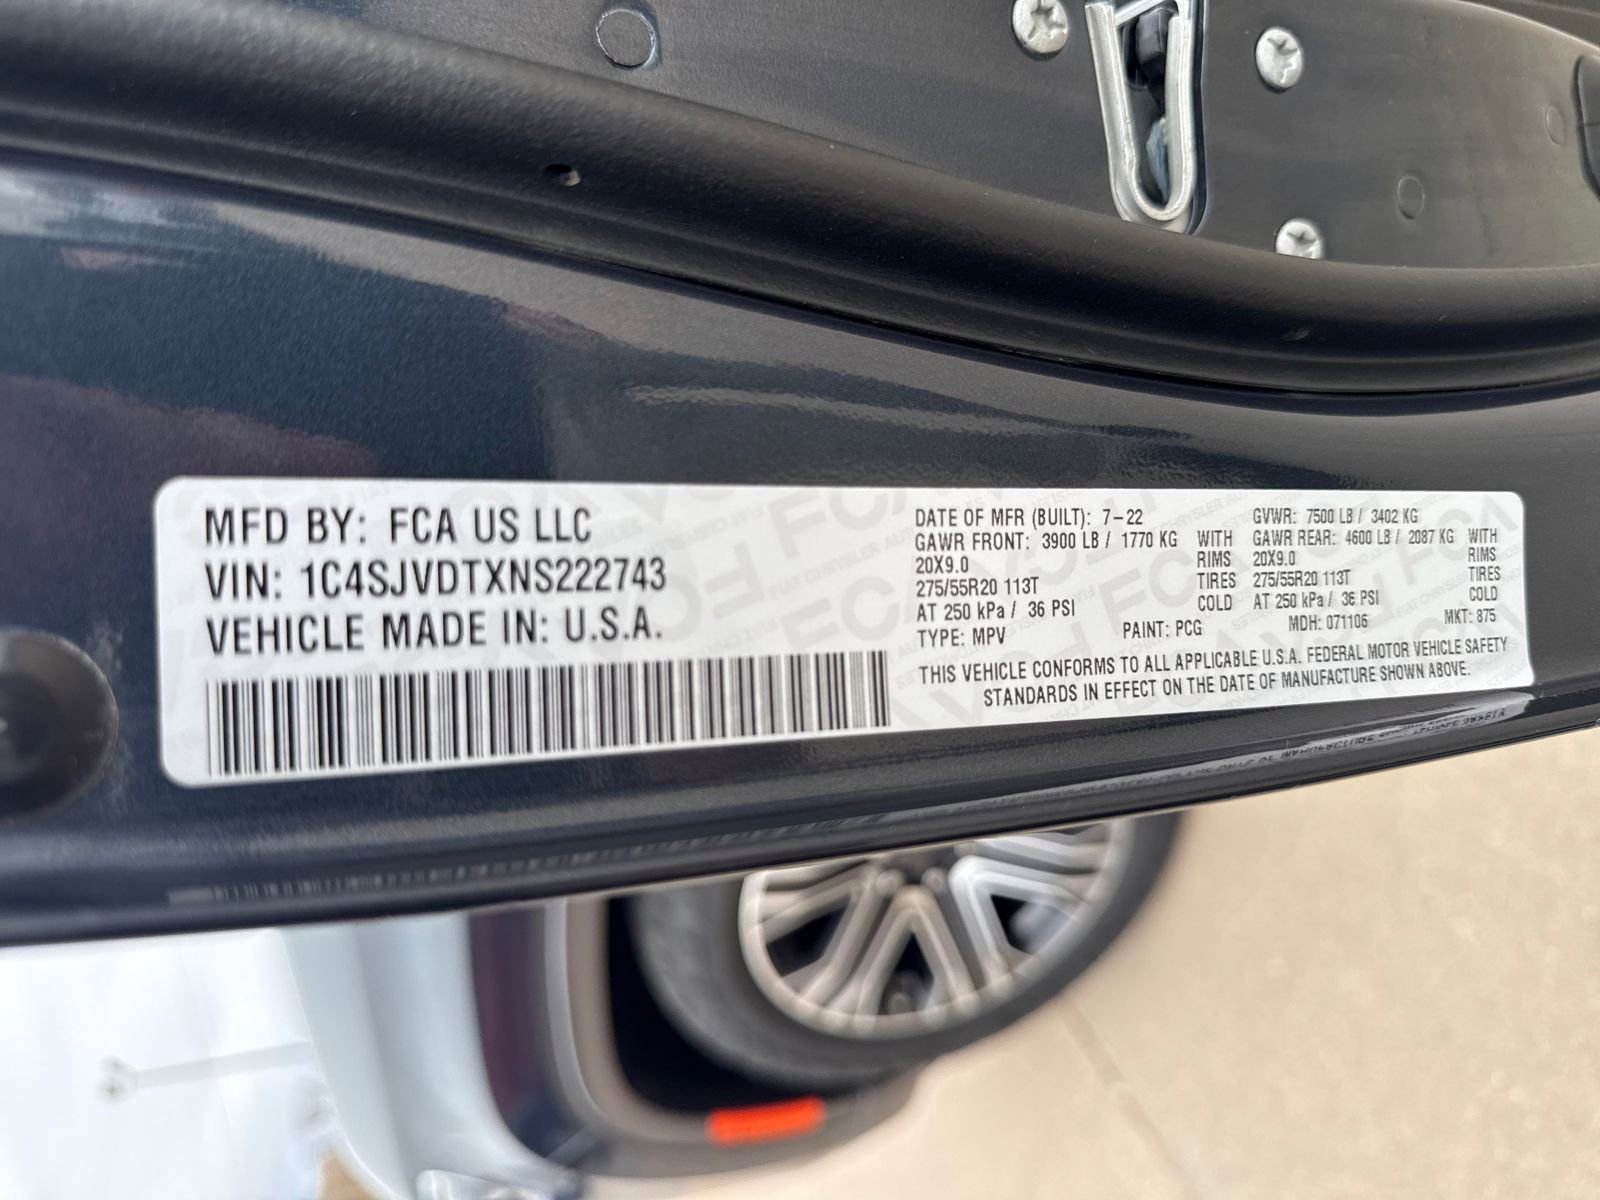 MFD BY: FCA US LLC
VIN: 1C4SJVDTXNS222743
VEHICLE MADE IN: U.S.A.
DATE OF MFR (BUILT): 7-22 GVWR: 7500 LB / 3402 KG
GAWR FRONT: 3900 LB / 1770 KG WITH GAWR REAR: 4600 LB / 2087 KG WITH
20X9.0 RIMS 20X9.0 RIMS
275/55R20 113T TIRES 275/55R20 113T TIRES
AT 250 kPa / 36 PSI COLD AT 250 kPa / 36 PSI COLD
TYPE: MPV PAINT: PCG MDH: 071106 MKT: 875
THIS VEHICLE CONFORMS TO ALL APPLICABLE U.S.A. FEDERAL MOTOR VEHICLE SAFETY
STANDARDS IN EFFECT ON THE DATE OF MANUFACTURE SHOWN ABOVE.